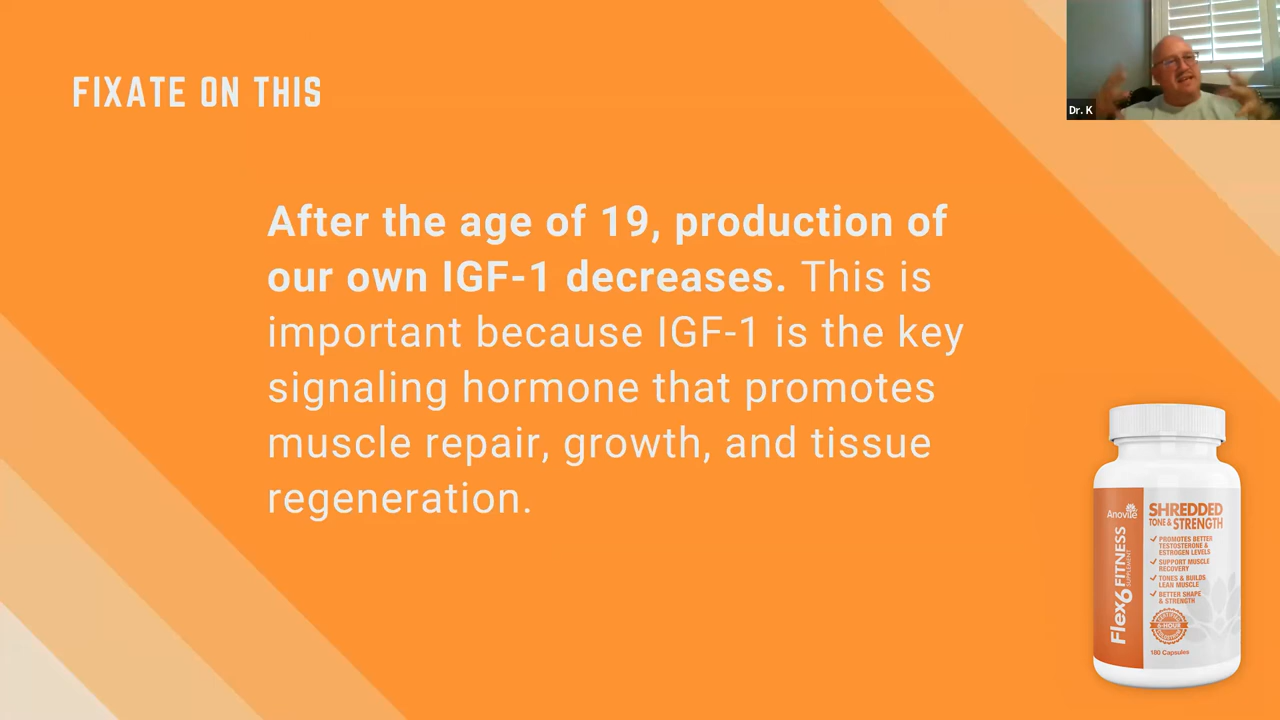 FIXATE ON THIS
Dr. K
After the age of 19, production of
our own IGF-1 decreases. This is
important because IGF-1 is the key
signaling hormone that promotes
muscle repair, growth, and tissue
regeneration.
Anovite
SHREDDED
TONE & STRENGTH
✓ PROMOTES BETTER
TESTOSTERONE &
ESTROGEN LEVELS
✓ SUPPORT MUSCLE
RECOVERY
✓ TONES & BUILDS
LEAN MUSCLE
✓ BETTER SHAPE
& STRENGTH
Flex6 FITNESS
SUPPLEMENT
6-HOUR
180 Capsules